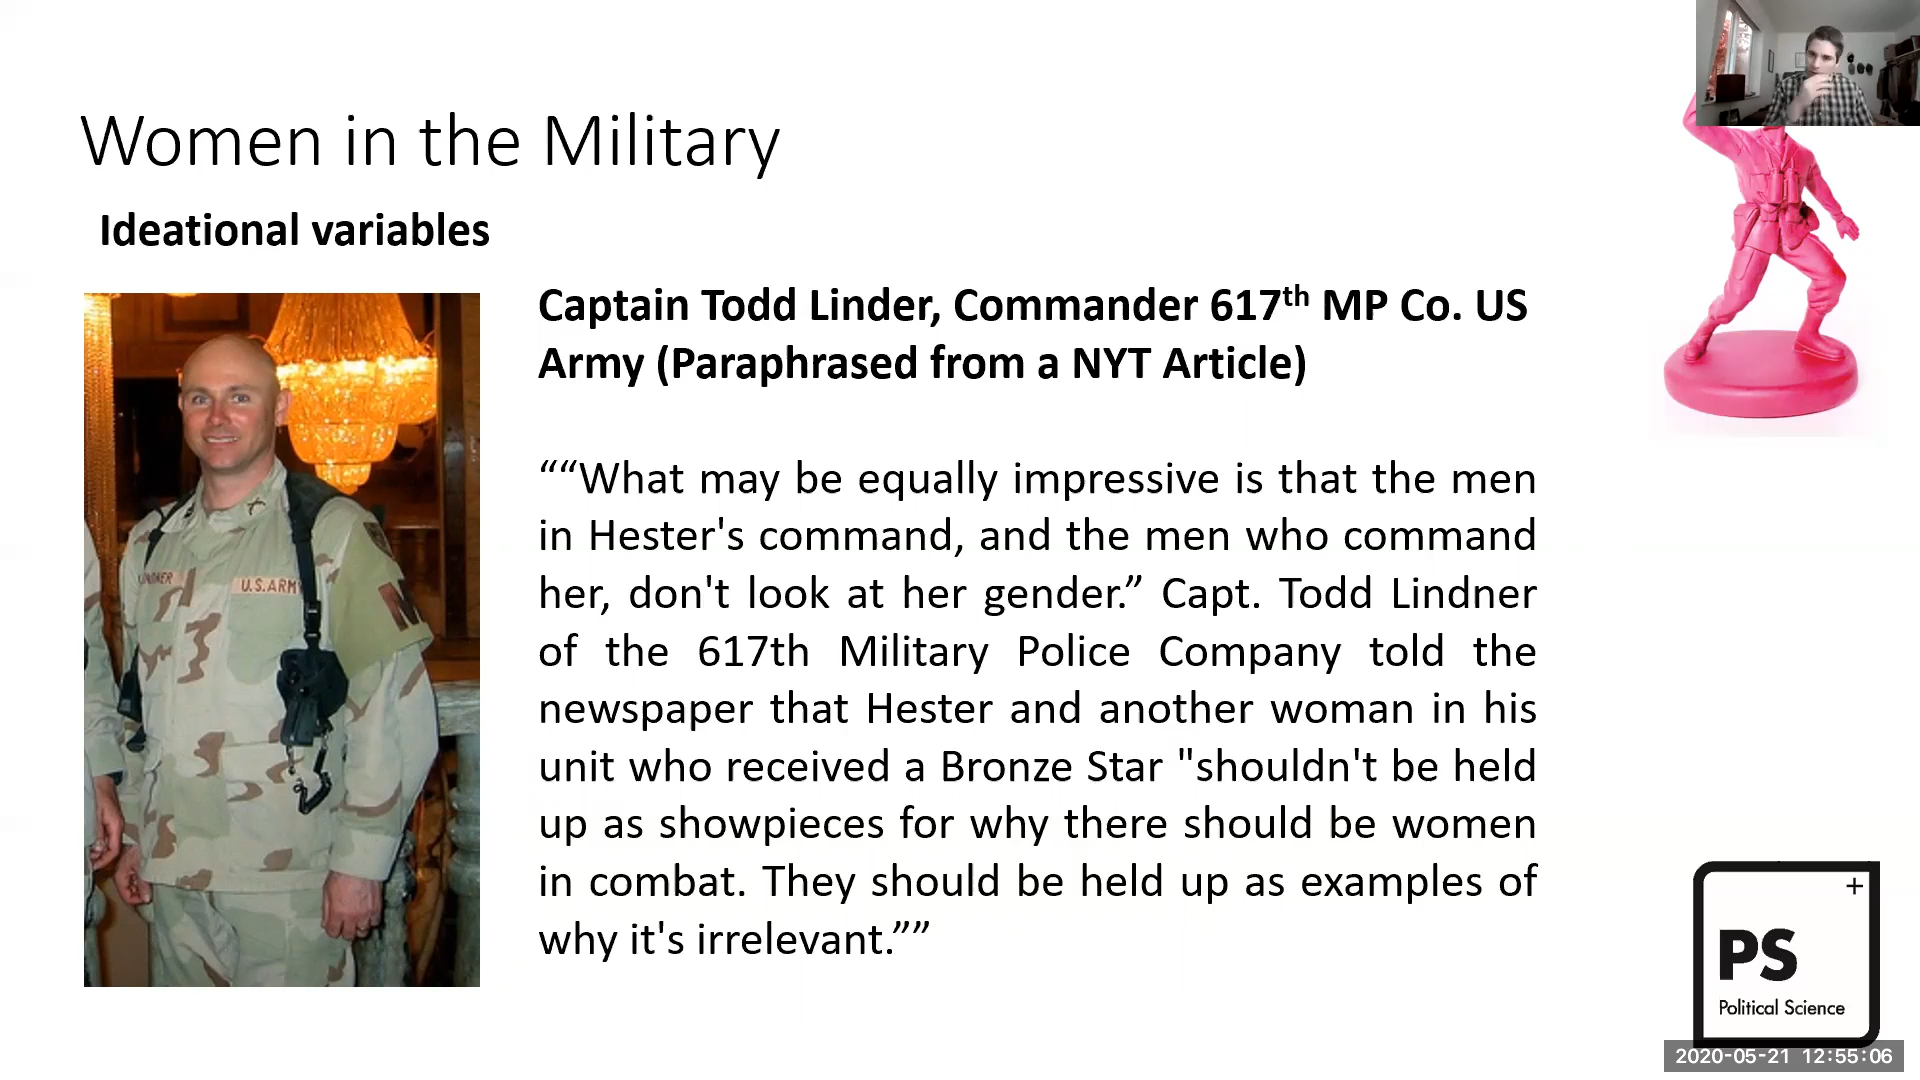 Women in the Military
Ideational variables
Captain Todd Linder, Commander 617th MP Co. US
Army (Paraphrased from a NYT Article)
““What may be equally impressive is that the men
in Hester's command, and the men who command
her, don't look at her gender.” Capt. Todd Lindner
of the 617th Military Police Company told the
newspaper that Hester and another woman in his
unit who received a Bronze Star "shouldn't be held
up as showpieces for why there should be women
in combat. They should be held up as examples of
why it's irrelevant.””
U.S.ARM
M
+
PS
Political Science
2020-05-21 12:55:06